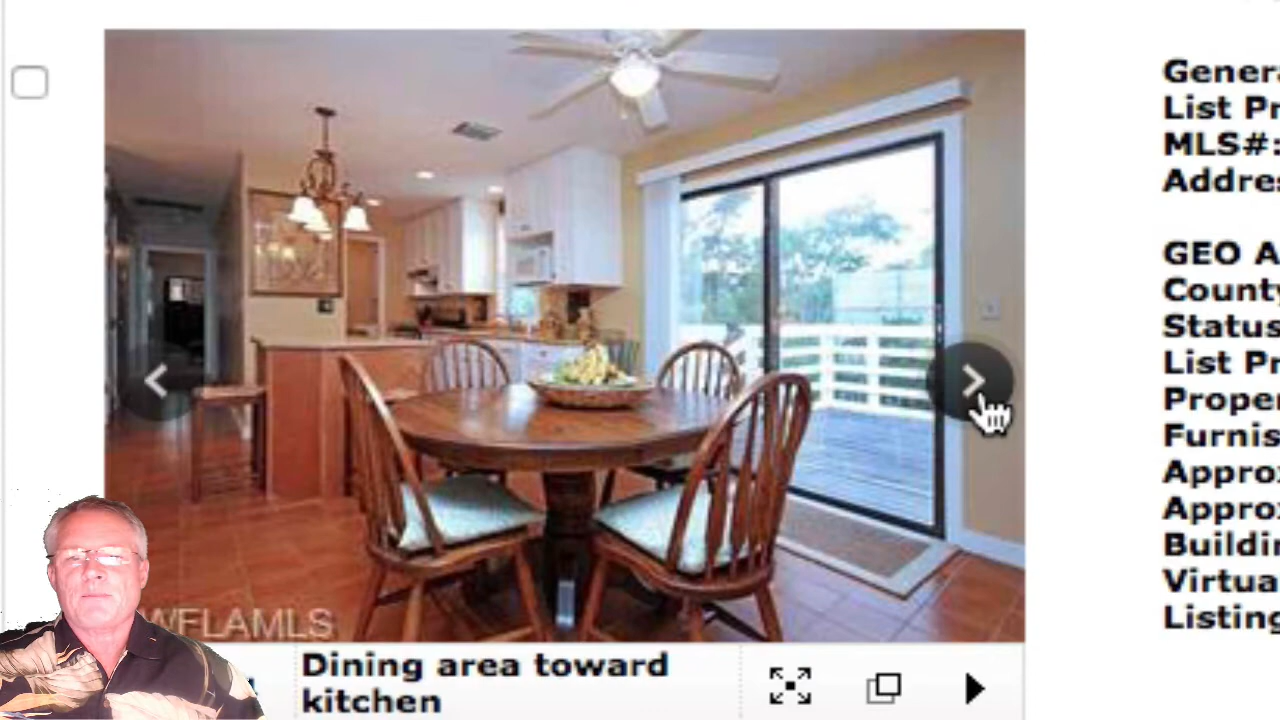 Genera
List Pr
MLS#:
Addres
GEO A
County
Status
List Pr
Proper
Furnis
Approx
Approx
Buildin
Virtua
Listing
WFLAMLS
Dining area toward
kitchen